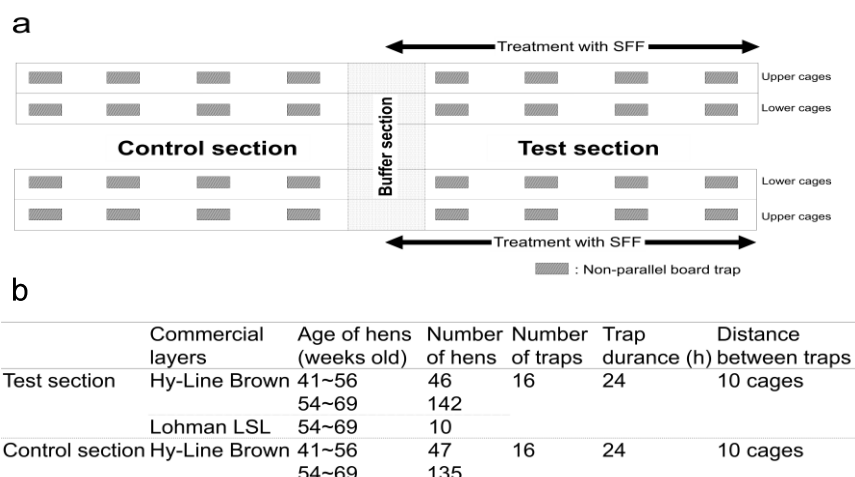 a
Treatment with SFF
Upper cages
Lower cages
Control section
Buffer section
Test section
Lower cages
Upper cages
Treatment with SFF
: Non-parallel board trap
b
Commercial layers Age of hens (weeks old) Number of hens Number of traps Trap durance (h) Distance between traps
Test section Hy-Line Brown 41~56 46 16 24 10 cages
54~69 142
Lohman LSL 54~69 10
Control section Hy-Line Brown 41~56 47 16 24 10 cages
54~69 135